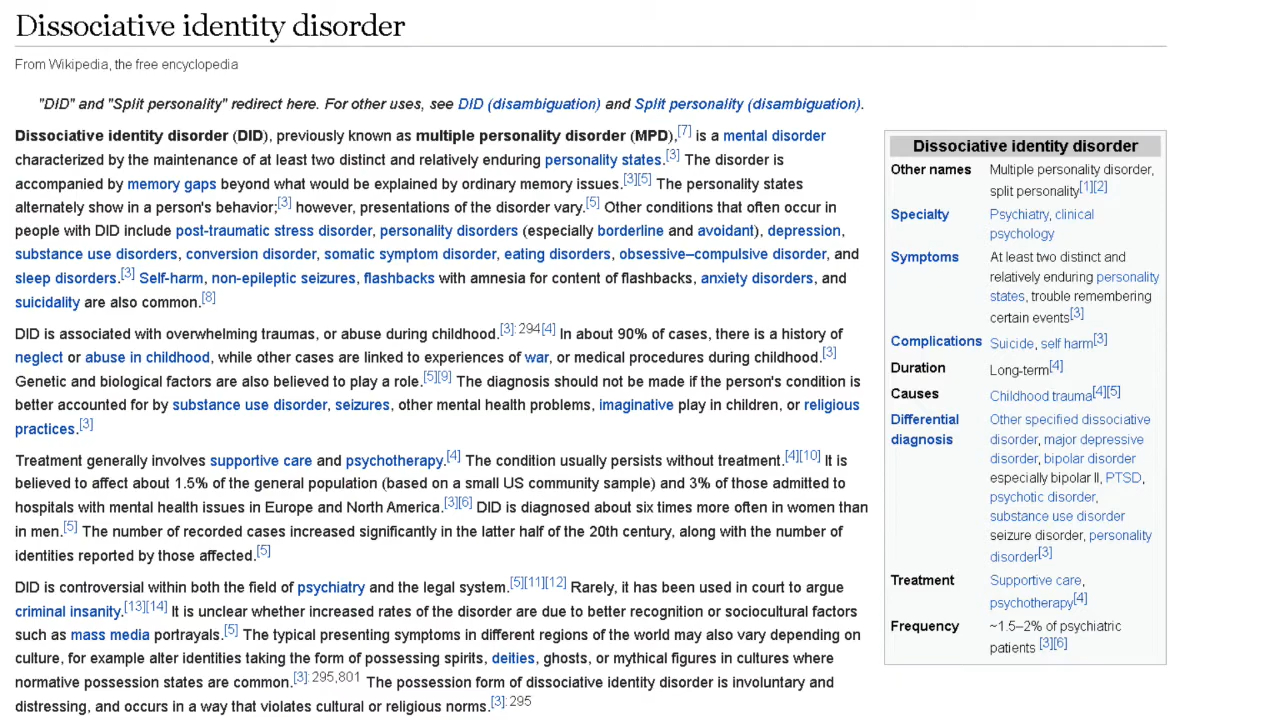 Dissociative identity disorder
From Wikipedia, the free encyclopedia
"DID" and "Split personality" redirect here. For other uses, see DID (disambiguation) and Split personality (disambiguation).
Dissociative identity disorder (DID), previously known as multiple personality disorder (MPD),[7] is a mental disorder
characterized by the maintenance of at least two distinct and relatively enduring personality states.[3] The disorder is
accompanied by memory gaps beyond what would be explained by ordinary memory issues.[3][5] The personality states
alternately show in a person's behavior;[3] however, presentations of the disorder vary.[5] Other conditions that often occur in
people with DID include post-traumatic stress disorder, personality disorders (especially borderline and avoidant), depression,
substance use disorders, conversion disorder, somatic symptom disorder, eating disorders, obsessive–compulsive disorder, and
sleep disorders.[3] Self-harm, non-epileptic seizures, flashbacks with amnesia for content of flashbacks, anxiety disorders, and
suicidality are also common.[8]
DID is associated with overwhelming traumas, or abuse during childhood.[3]:294[4] In about 90% of cases, there is a history of
neglect or abuse in childhood, while other cases are linked to experiences of war, or medical procedures during childhood.[3]
Genetic and biological factors are also believed to play a role.[5][9] The diagnosis should not be made if the person's condition is
better accounted for by substance use disorder, seizures, other mental health problems, imaginative play in children, or religious
practices.[3]
Treatment generally involves supportive care and psychotherapy.[4] The condition usually persists without treatment.[4][10] It is
believed to affect about 1.5% of the general population (based on a small US community sample) and 3% of those admitted to
hospitals with mental health issues in Europe and North America.[3][6] DID is diagnosed about six times more often in women than
in men.[5] The number of recorded cases increased significantly in the latter half of the 20th century, along with the number of
identities reported by those affected.[5]
DID is controversial within both the field of psychiatry and the legal system.[5][11][12] Rarely, it has been used in court to argue
criminal insanity.[13][14] It is unclear whether increased rates of the disorder are due to better recognition or sociocultural factors
such as mass media portrayals.[5] The typical presenting symptoms in different regions of the world may also vary depending on
culture, for example alter identities taking the form of possessing spirits, deities, ghosts, or mythical figures in cultures where
normative possession states are common.[3]:295,801 The possession form of dissociative identity disorder is involuntary and
distressing, and occurs in a way that violates cultural or religious norms.[3]:295
Dissociative identity disorder
Other names Multiple personality disorder,
split personality[1][2]
Specialty Psychiatry, clinical
psychology
Symptoms At least two distinct and
relatively enduring personality
states, trouble remembering
certain events[3]
Complications Suicide, self harm[3]
Duration Long-term[4]
Causes Childhood trauma[4][5]
Differential Other specified dissociative
diagnosis disorder, major depressive
disorder, bipolar disorder
especially bipolar II, PTSD,
psychotic disorder,
substance use disorder
seizure disorder, personality
disorder[3]
Treatment Supportive care,
psychotherapy[4]
Frequency ~1.5–2% of psychiatric
patients [3][6]